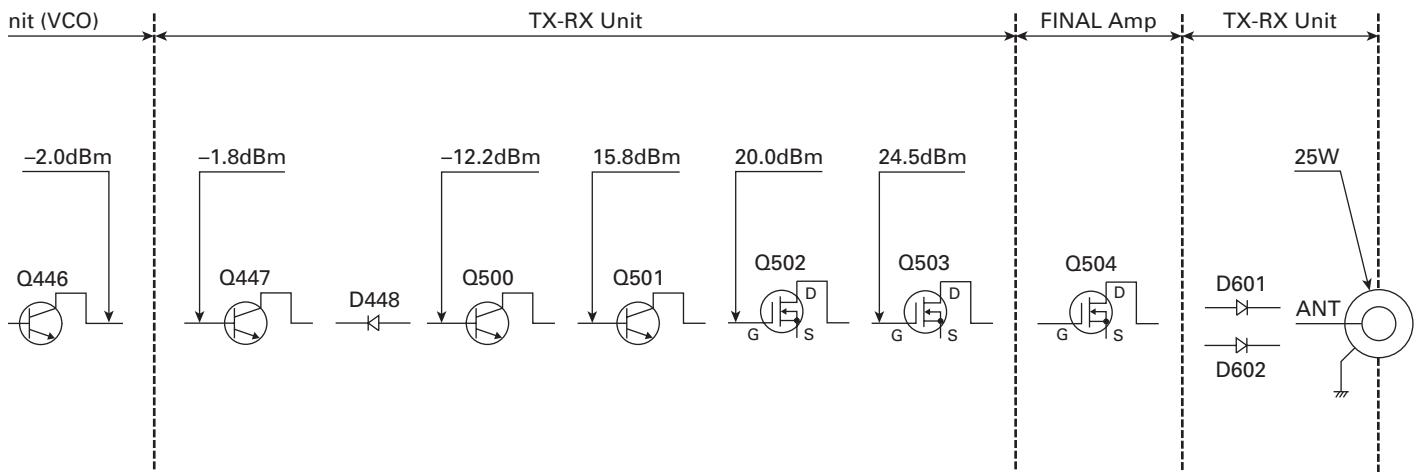 nit (VCO)
TX-RX Unit
FINAL Amp
TX-RX Unit
–2.0dBm
–1.8dBm
–12.2dBm
15.8dBm
20.0dBm
24.5dBm
25W
Q446
Q447
D448
Q500
Q501
Q502
D
G
S
Q503
D
G
S
Q504
D
G
S
D601
D602
ANT